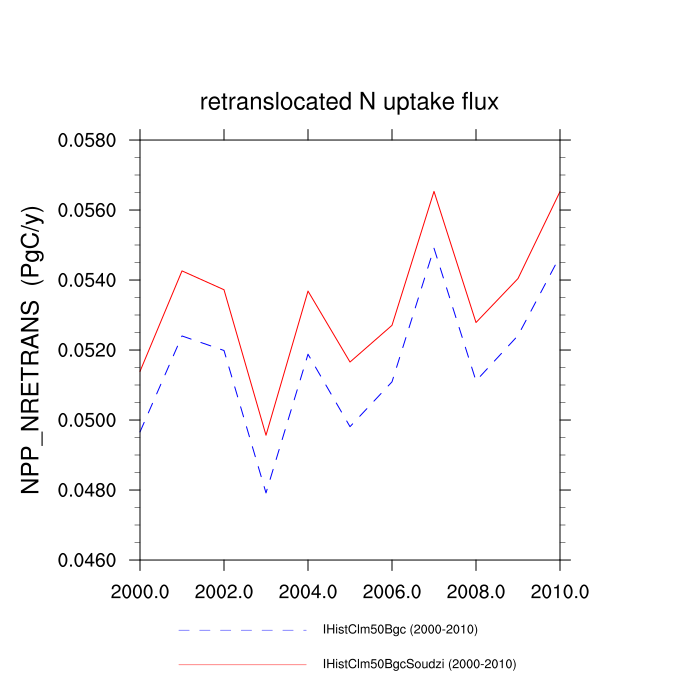 retranslocated N uptake flux
NPP_NRETRANS (PgC/y)
0.0580
0.0560
0.0540
0.0520
0.0500
0.0480
0.0460
2000.0 2002.0 2004.0 2006.0 2008.0 2010.0
IHistClm50Bgc (2000-2010)
IHistClm50BgcSoudzi (2000-2010)